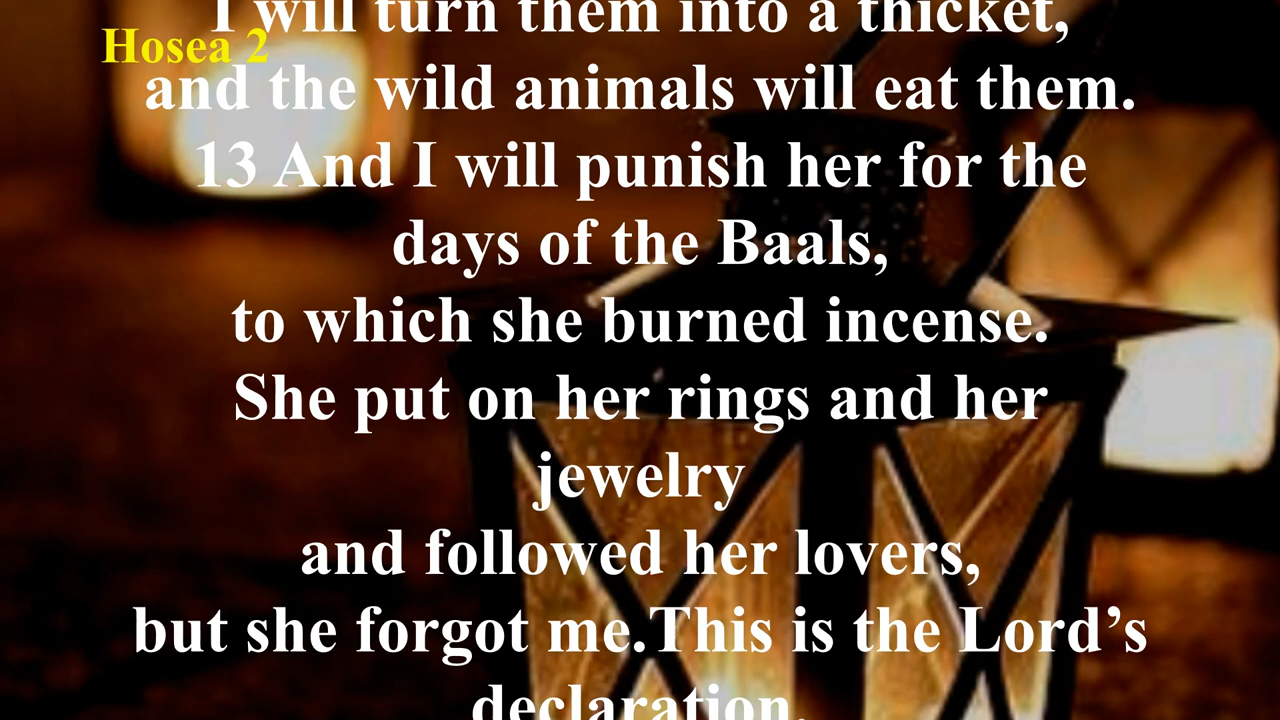 I will turn them into a thicket,
Hosea 2
and the wild animals will eat them.
13 And I will punish her for the
days of the Baals,
to which she burned incense.
She put on her rings and her
jewelry
and followed her lovers,
but she forgot me.This is the Lord’s
declaration.